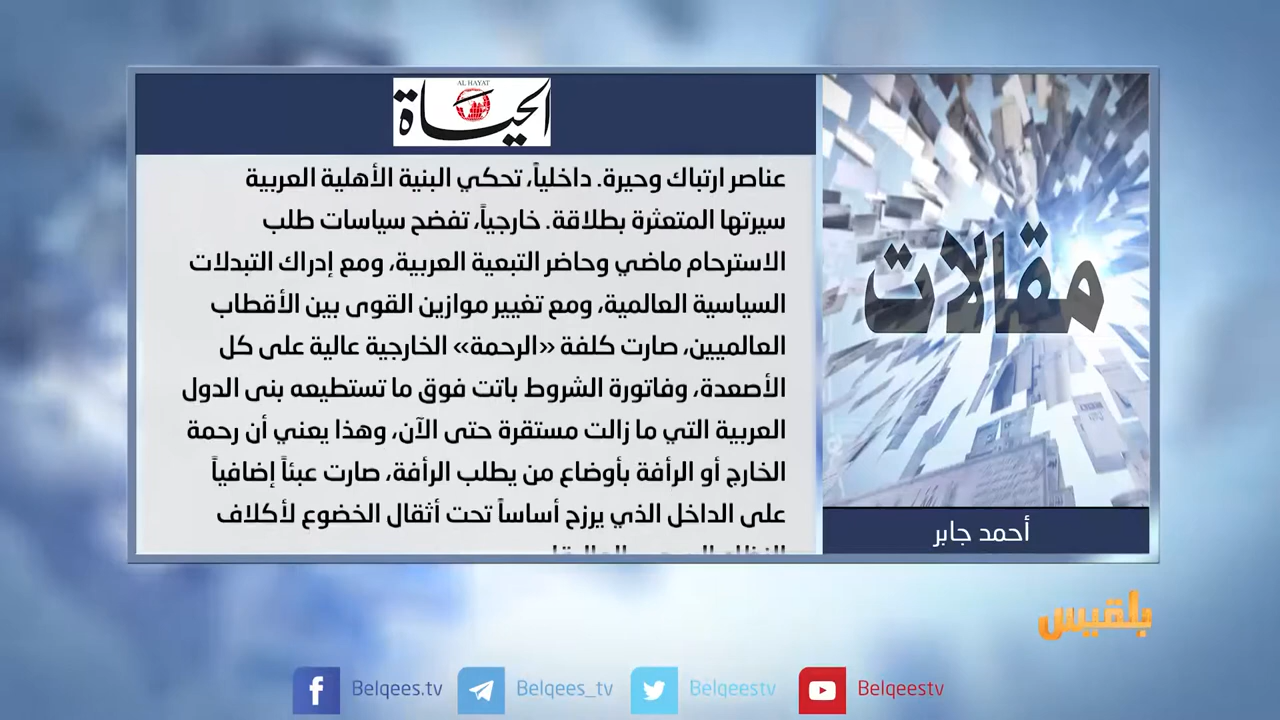 AL HAYAT
الحياة
عناصر ارتباك وحيرة. داخلياً، تحكي البنية الأهلية العربية
سيرتها المتعثرة بطلاقة. خارجياً، تفضح سياسات طلب
الاسترحام ماضي وحاضر التبعية العربية، ومع إدراك التبدلات
السياسية العالمية، ومع تغيير موازين القوى بين الأقطاب
العالميين، صارت كلفة «الرحمة» الخارجية عالية على كل
الأصعدة، وفاتورة الشروط باتت فوق ما تستطيعه بنى الدول
العربية التي ما زالت مستقرة حتى الآن، وهذا يعني أن رحمة
الخارج أو الرأفة بأوضاع من يطلب الرأفة، صارت عبئاً إضافياً
على الداخل الذي يرزح أساساً تحت أثقال الخضوع لأكلاف
مقالات
أحمد جابر
بلقيس
Belqees.tv
Belqees_tv
Belqeestv
Belqeestv